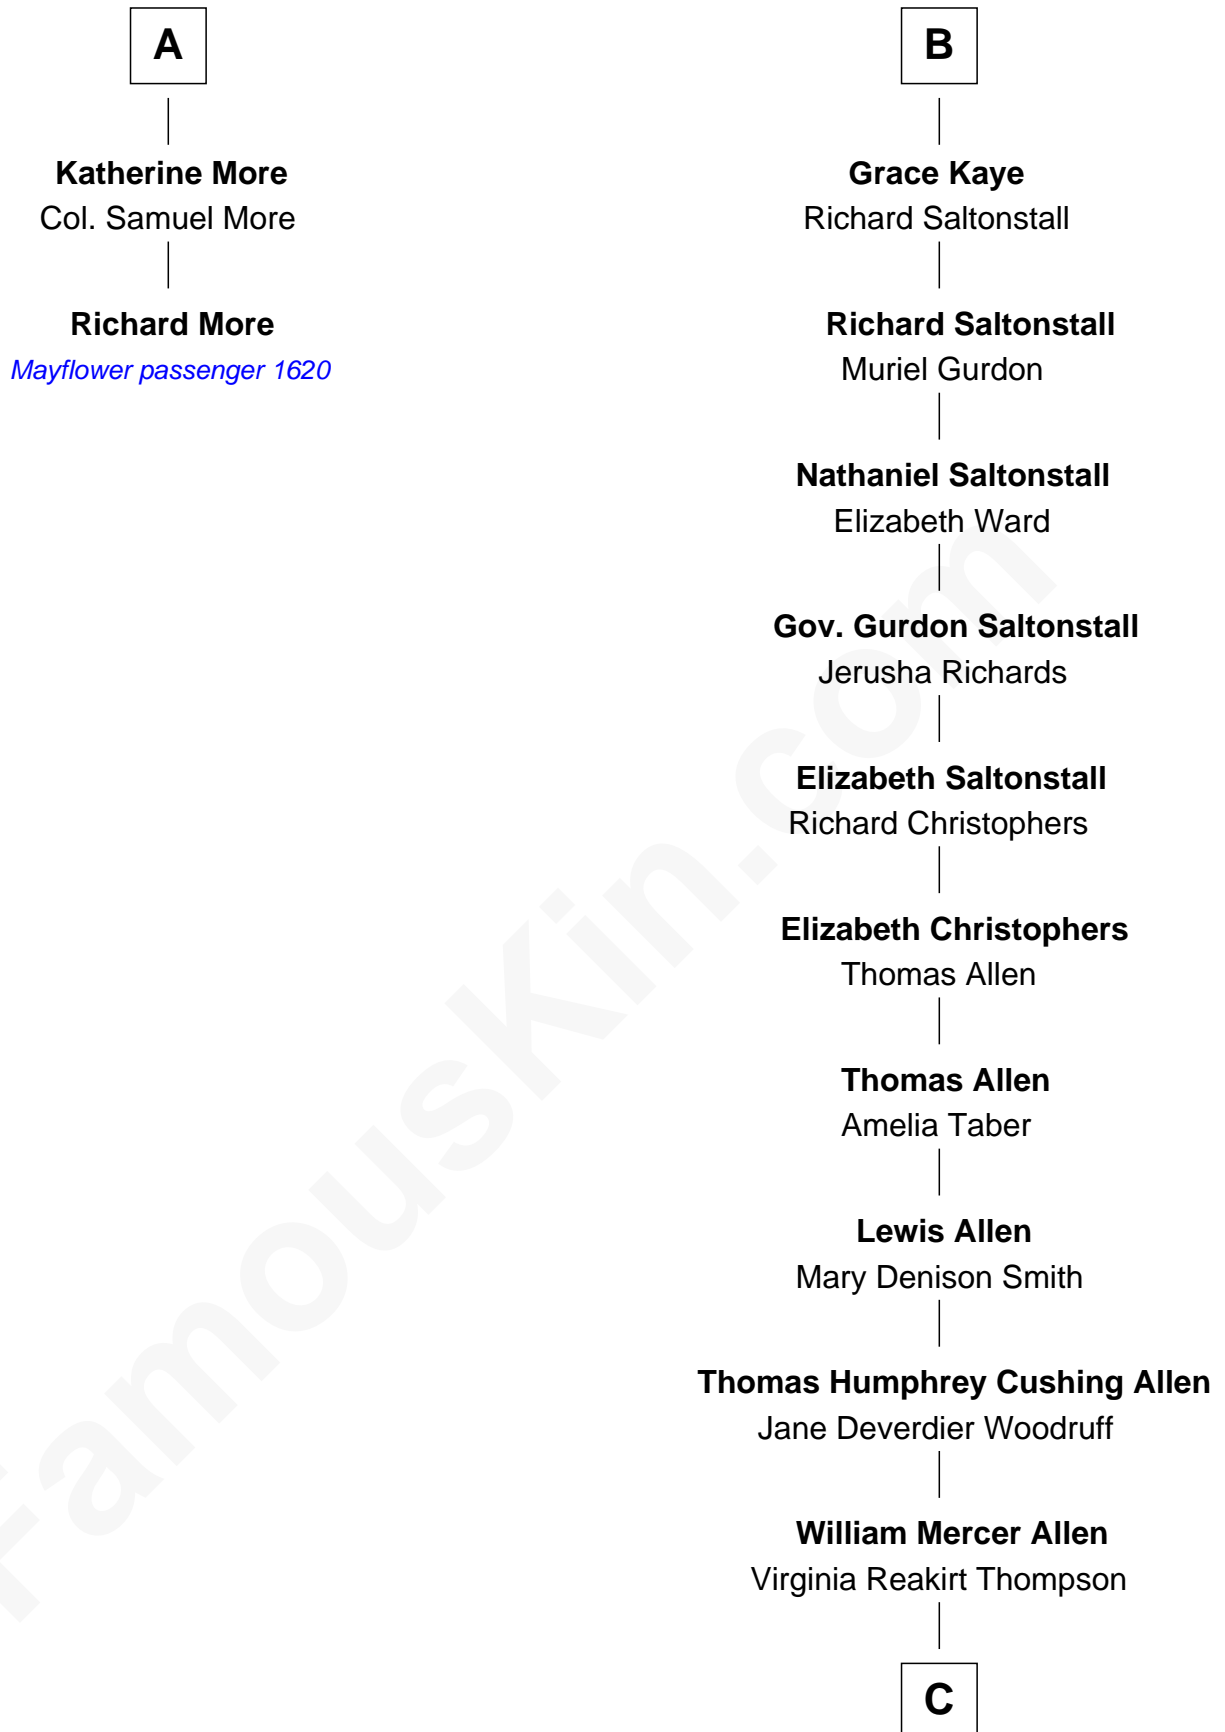 A
Katherine More
Col. Samuel More
Richard More
Mayflower passenger 1620
B
Grace Kaye
Richard Saltonstall
Richard Saltonstall
Muriel Gurdon
Nathaniel Saltonstall
Elizabeth Ward
Gov. Gurdon Saltonstall
Jerusha Richards
Elizabeth Saltonstall
Richard Christophers
Elizabeth Christophers
Thomas Allen
Thomas Allen
Amelia Taber
Lewis Allen
Mary Denison Smith
Thomas Humphrey Cushing Allen
Jane Deverdier Woodruff
William Mercer Allen
Virginia Reakirt Thompson
C
FamousKin.com